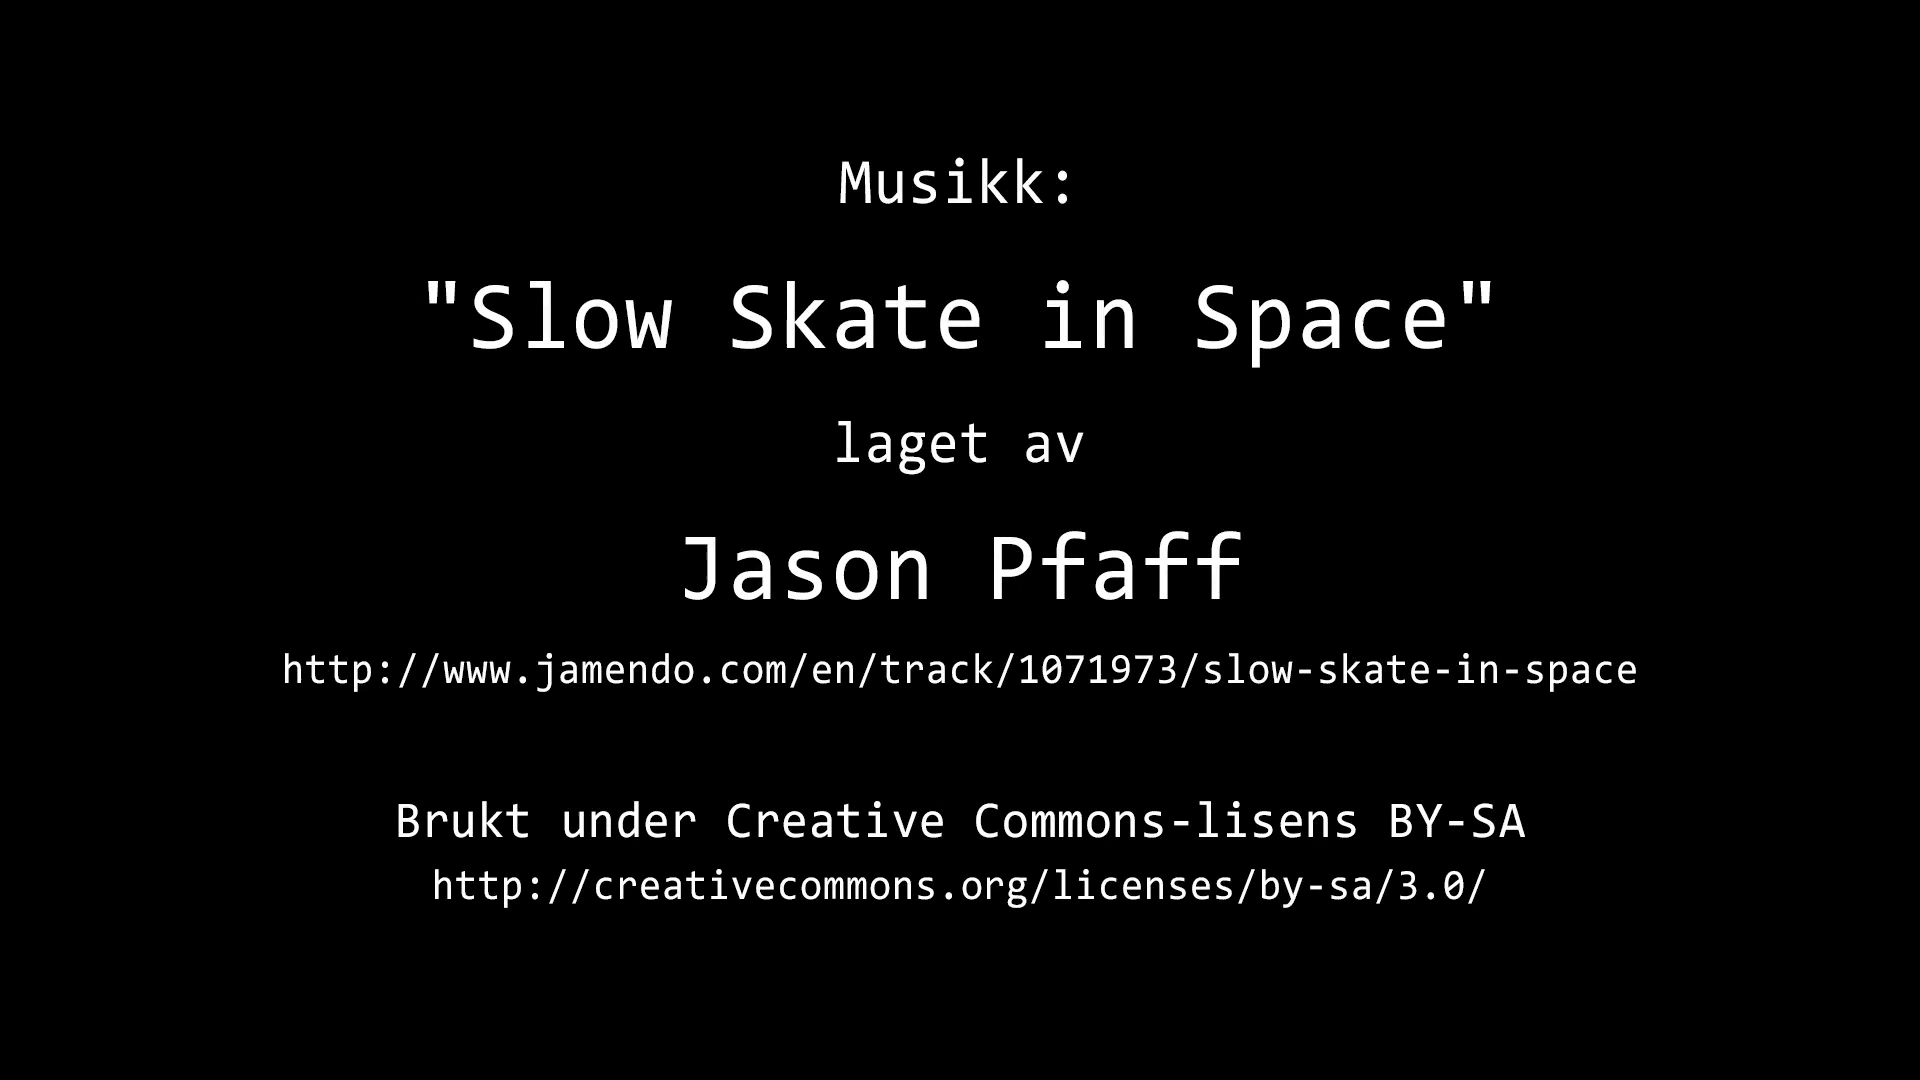 Musikk:
"Slow Skate in Space"
laget av
Jason Pfaff
http://www.jamendo.com/en/track/1071973/slow-skate-in-space
Brukt under Creative Commons-lisens BY-SA
http://creativecommons.org/licenses/by-sa/3.0/